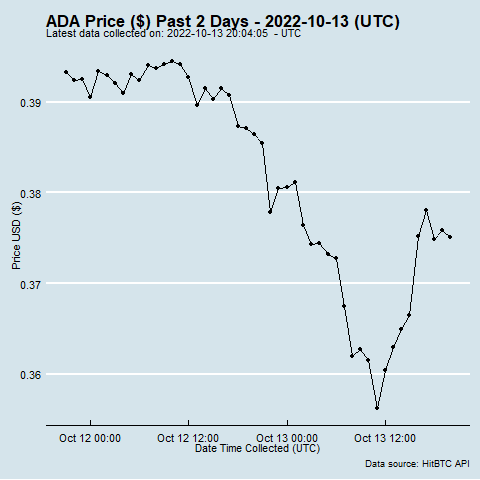 ADA Price ($) Past 2 Days - 2022-10-13 (UTC)
Latest data collected on: 2022-10-13 20:04:05  - UTC
0.39
0.38
0.37
0.36
Price USD ($)
Oct 12 00:00
Oct 12 12:00
Oct 13 00:00
Oct 13 12:00
Date Time Collected (UTC)
Data source: HitBTC API